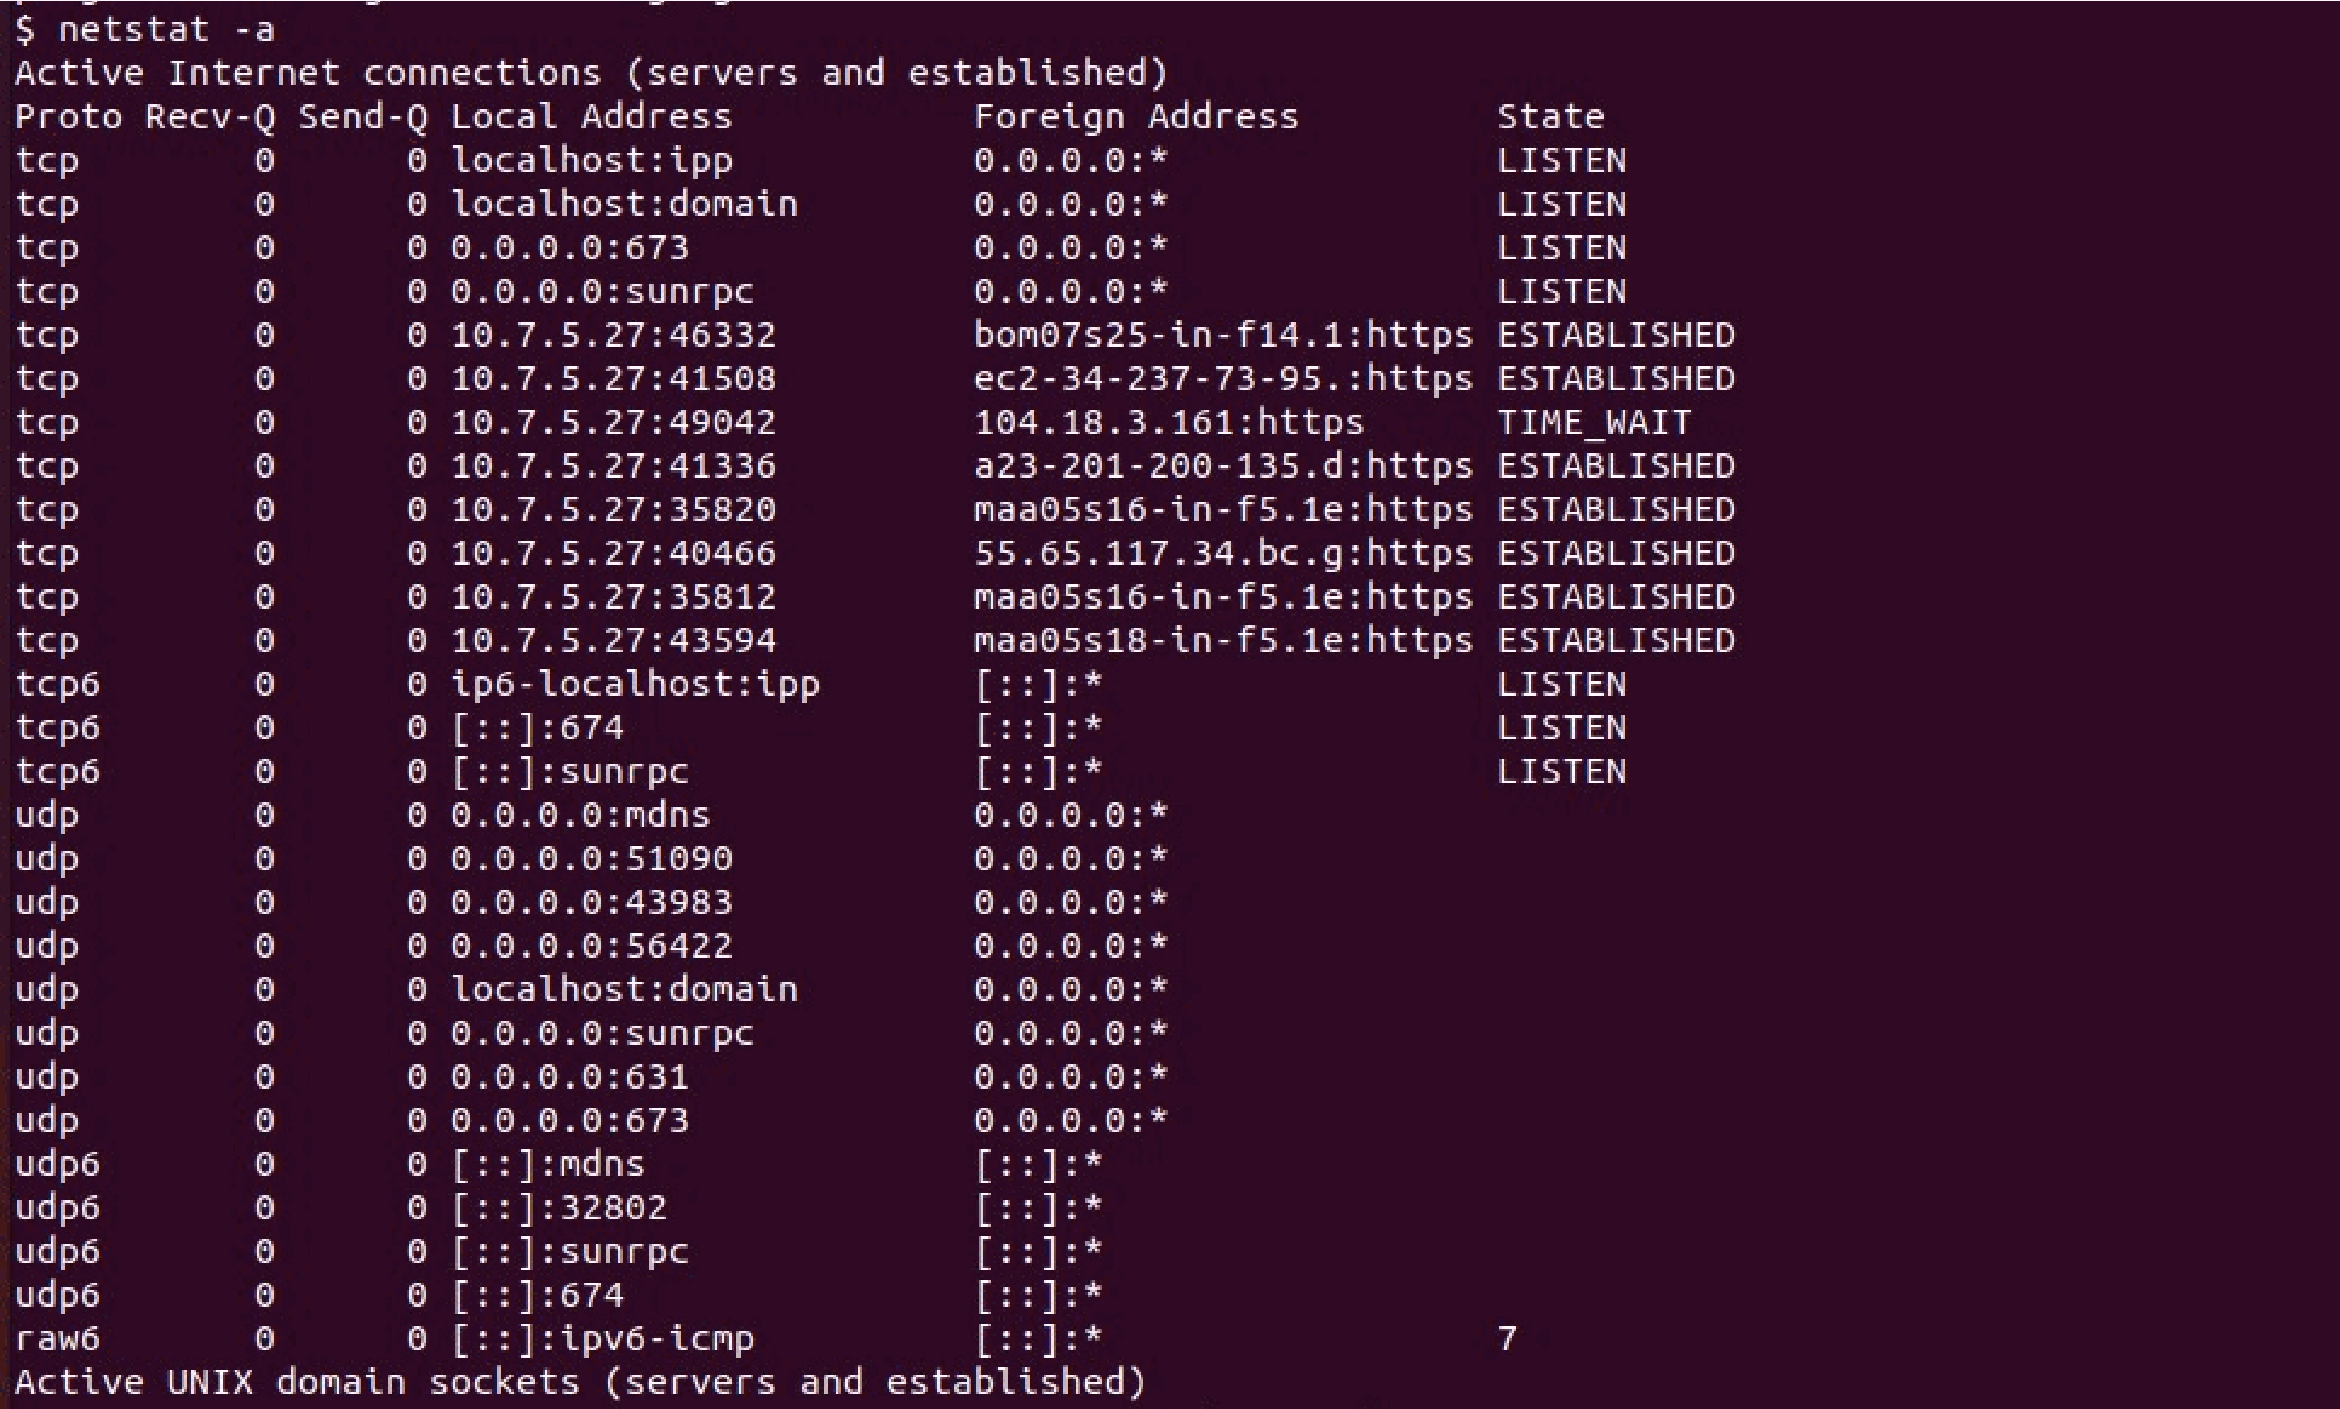 $ netstat -a
Active Internet connections (servers and established)
Proto Recv-Q Send-Q Local Address           Foreign Address         State
tcp        0      0 localhost:ipp           0.0.0.0:*               LISTEN
tcp        0      0 localhost:domain        0.0.0.0:*               LISTEN
tcp        0      0 0.0.0.0:673             0.0.0.0:*               LISTEN
tcp        0      0 0.0.0.0:sunrpc          0.0.0.0:*               LISTEN
tcp        0      0 10.7.5.27:46332         bom07s25-in-f14.1:https ESTABLISHED
tcp        0      0 10.7.5.27:41508         ec2-34-237-73-95.:https ESTABLISHED
tcp        0      0 10.7.5.27:49042         104.18.3.161:https      TIME_WAIT
tcp        0      0 10.7.5.27:41336         a23-201-200-135.d:https ESTABLISHED
tcp        0      0 10.7.5.27:35820         maa05s16-in-f5.1e:https ESTABLISHED
tcp        0      0 10.7.5.27:40466         55.65.117.34.bc.g:https ESTABLISHED
tcp        0      0 10.7.5.27:35812         maa05s16-in-f5.1e:https ESTABLISHED
tcp        0      0 10.7.5.27:43594         maa05s18-in-f5.1e:https ESTABLISHED
tcp6       0      0 ip6-localhost:ipp       [::]:*                  LISTEN
tcp6       0      0 [::]:674                [::]:*                  LISTEN
tcp6       0      0 [::]:sunrpc             [::]:*                  LISTEN
udp        0      0 0.0.0.0:mdns            0.0.0.0:*
udp        0      0 0.0.0.0:51090           0.0.0.0:*
udp        0      0 0.0.0.0:43983           0.0.0.0:*
udp        0      0 0.0.0.0:56422           0.0.0.0:*
udp        0      0 localhost:domain        0.0.0.0:*
udp        0      0 0.0.0.0:sunrpc          0.0.0.0:*
udp        0      0 0.0.0.0:631             0.0.0.0:*
udp        0      0 0.0.0.0:673             0.0.0.0:*
udp6       0      0 [::]:mdns               [::]:*
udp6       0      0 [::]:32802              [::]:*
udp6       0      0 [::]:sunrpc             [::]:*
udp6       0      0 [::]:674                [::]:*
raw6       0      0 [::]:ipv6-icmp          [::]:*                  7
Active UNIX domain sockets (servers and established)